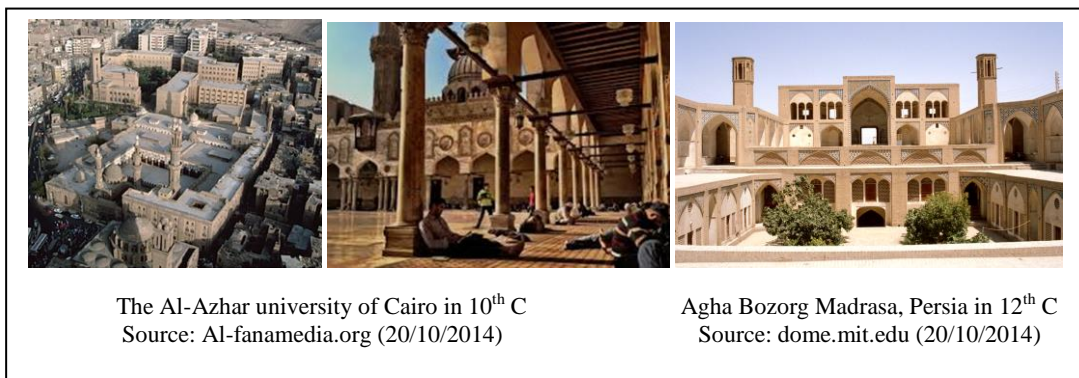 The Al-Azhar university of Cairo in 10th C
Source: Al-fanamedia.org (20/10/2014)
Agha Bozorg Madrasa, Persia in 12th C
Source: dome.mit.edu (20/10/2014)